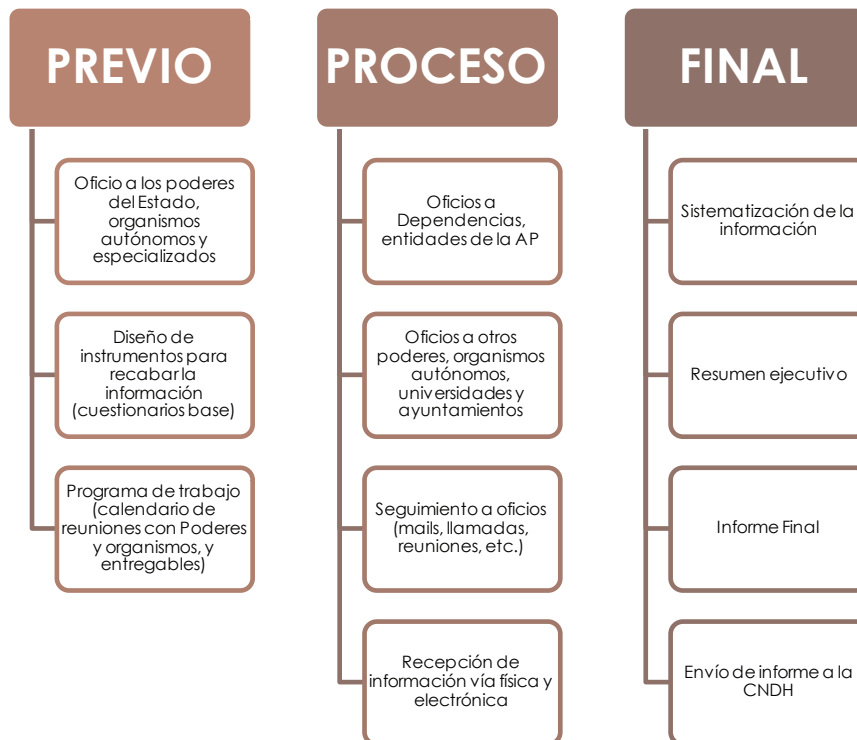 PREVIO
Oficio a los poderes
del Estado,
organismos
autónomos y
especializados
Diseño de
instrumentos para
recabar la
información
(cuestionarios base)
Programa de trabajo
(calendario de
reuniones con Poderes
y organismos, y
entregables)
PROCESO
Oficios a
Dependencias,
entidades de la AP
Oficios a otros
poderes, organismos
autónomos,
universidades y
ayuntamientos
Seguimiento a oficios
(mails, llamadas,
reuniones, etc.)
Recepción de
información vía física y
electrónica
FINAL
Sistematización de la
información
Resumen ejecutivo
Informe Final
Envío de informe a la
CNDH